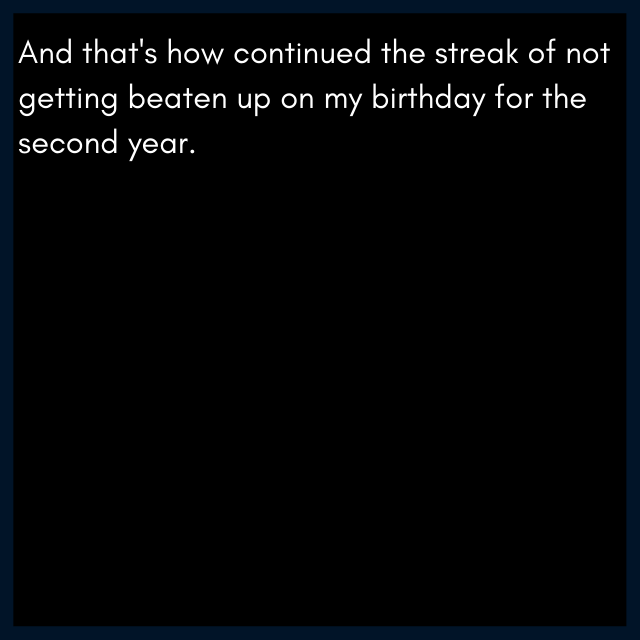 And that's how continued the streak of not
getting beaten up on my birthday for the
second year.